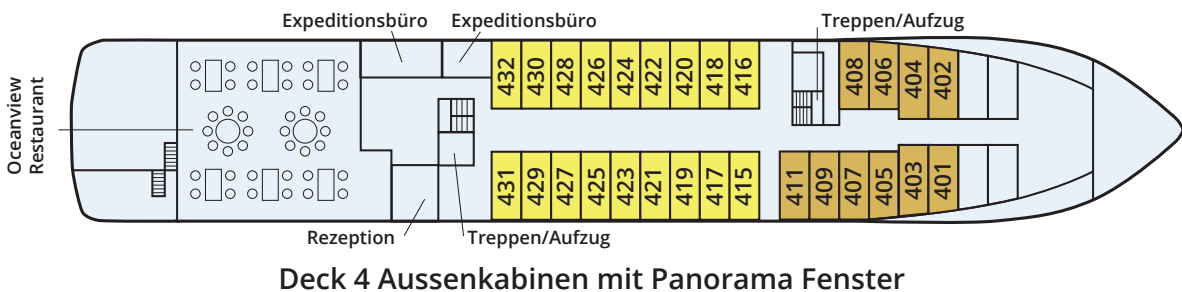 Expeditionsbüro
Expeditionsbüro
Treppen/Aufzug
432 430 428 426 424 422 420 418 416
408 406 404 402
Oceanview
Restaurant
431 429 427 425 423 421 419 417 415
411 409 407 405 403 401
Rezeption
Treppen/Aufzug
Deck 4 Aussenkabinen mit Panorama Fenster